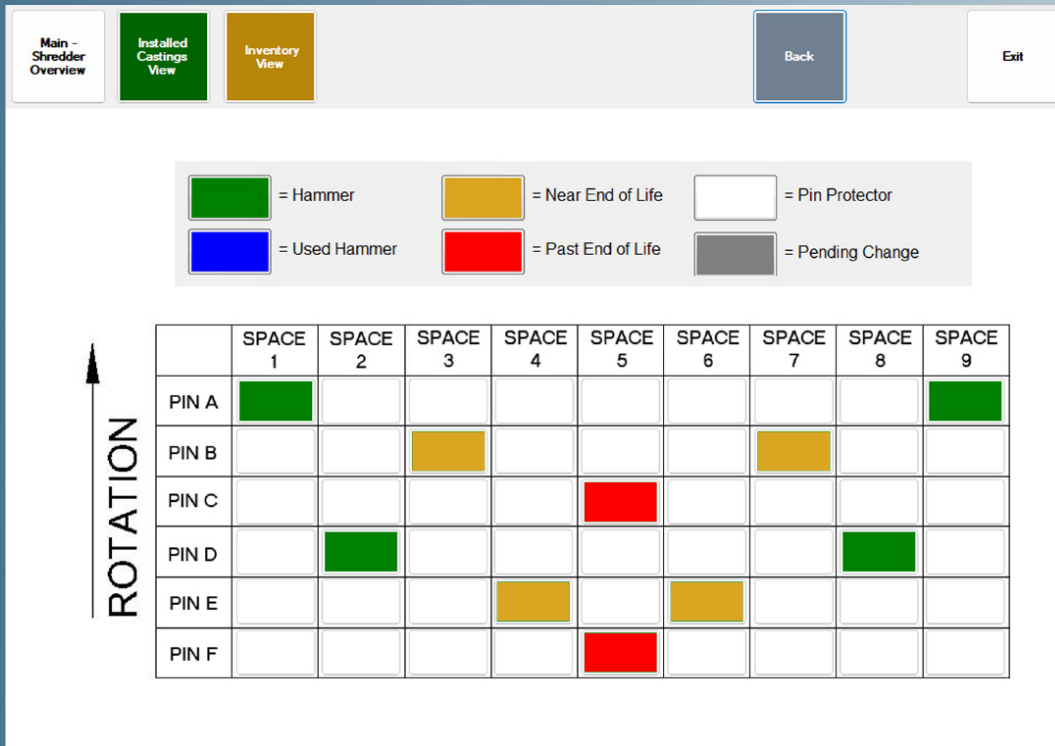 Main -
Shredder
Overview
Installed
Castings
View
Inventory
View
Back
Exit
= Hammer
= Near End of Life
= Pin Protector
= Used Hammer
= Past End of Life
= Pending Change
SPACE
1
SPACE
2
SPACE
3
SPACE
4
SPACE
5
SPACE
6
SPACE
7
SPACE
8
SPACE
9
ROTATION
PIN A
PIN B
PIN C
PIN D
PIN E
PIN F